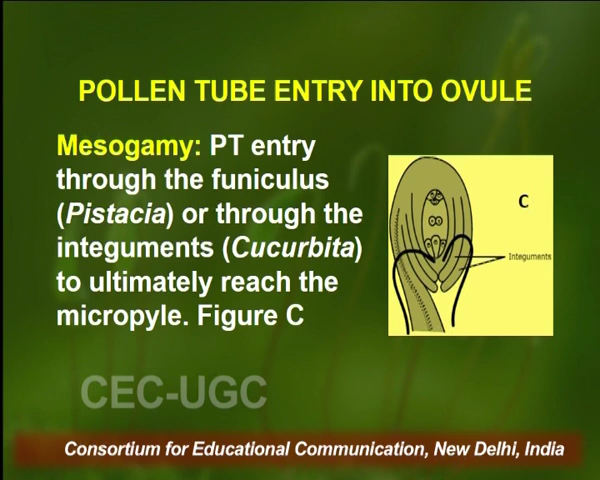 POLLEN TUBE ENTRY INTO OVULE
Mesogamy: PT entry
through the funiculus
(Pistacia) or through the
integuments (Cucurbita)
to ultimately reach the
micropyle. Figure C
C
Integuments
CEC-UGC
Consortium for Educational Communication, New Delhi, India